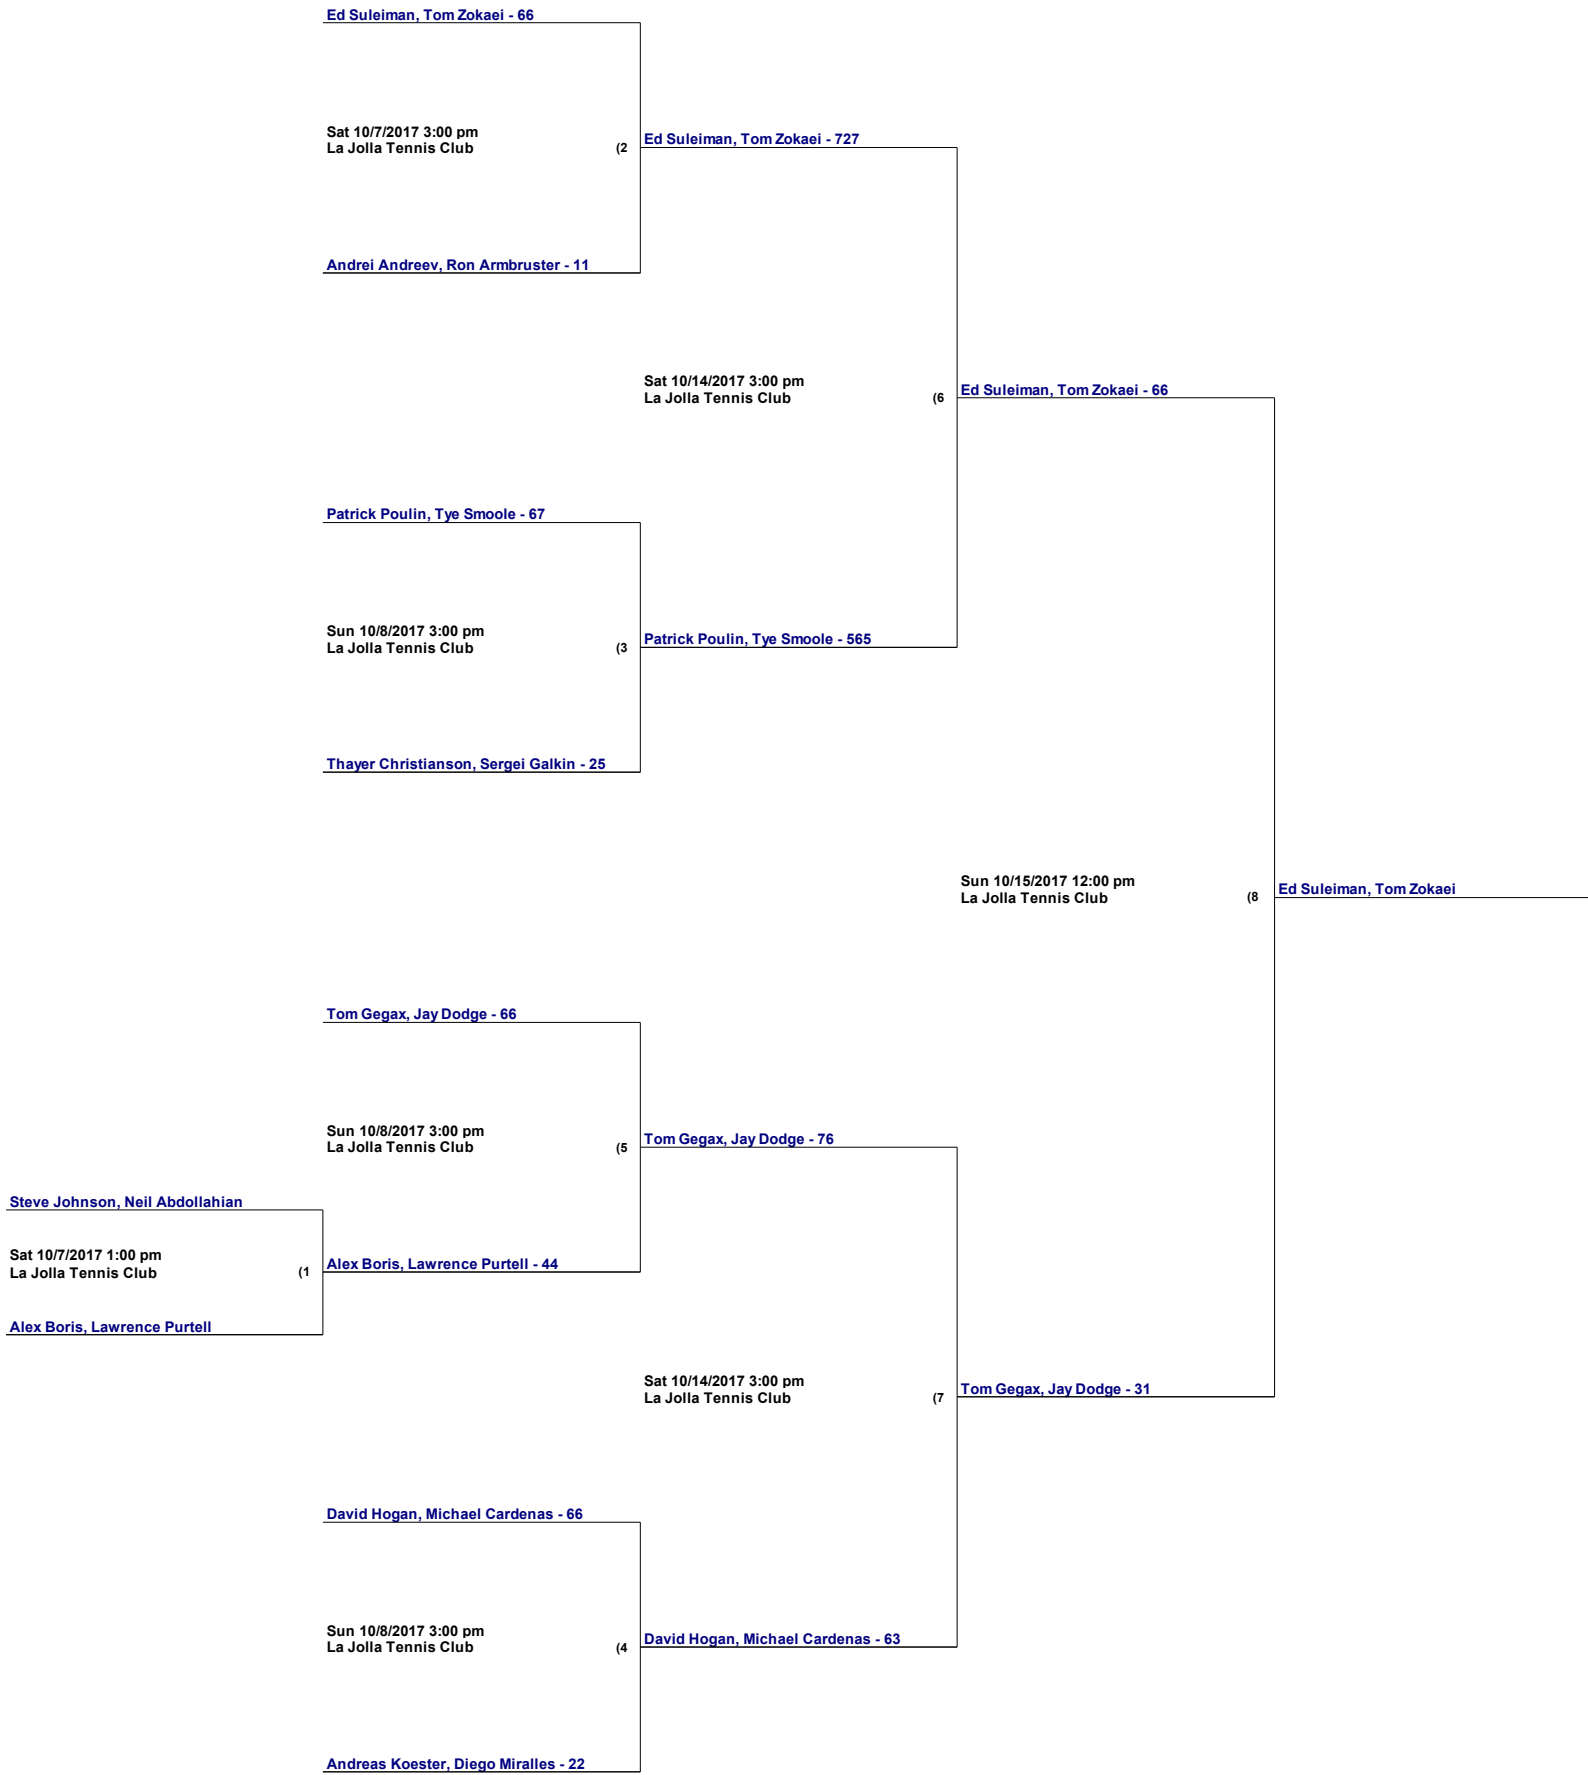 Ed Suleiman, Tom Zokaei - 66
Sat 10/7/2017 3:00 pm
La Jolla Tennis Club (2
Ed Suleiman, Tom Zokaei - 727
Andrei Andreev, Ron Armbruster - 11
Sat 10/14/2017 3:00 pm
La Jolla Tennis Club (6
Ed Suleiman, Tom Zokaei - 66
Patrick Poulin, Tye Smoole - 67
Sun 10/8/2017 3:00 pm
La Jolla Tennis Club (3
Patrick Poulin, Tye Smoole - 565
Thayer Christianson, Sergei Galkin - 25
Sun 10/15/2017 12:00 pm
La Jolla Tennis Club (8
Ed Suleiman, Tom Zokaei
Tom Gegax, Jay Dodge - 66
Sun 10/8/2017 3:00 pm
La Jolla Tennis Club (5
Tom Gegax, Jay Dodge - 76
Steve Johnson, Neil Abdollahian
Sat 10/7/2017 1:00 pm
La Jolla Tennis Club (1
Alex Boris, Lawrence Purtell - 44
Alex Boris, Lawrence Purtell
Sat 10/14/2017 3:00 pm
La Jolla Tennis Club (7
Tom Gegax, Jay Dodge - 31
David Hogan, Michael Cardenas - 66
Sun 10/8/2017 3:00 pm
La Jolla Tennis Club (4
David Hogan, Michael Cardenas - 63
Andreas Koester, Diego Miralles - 22